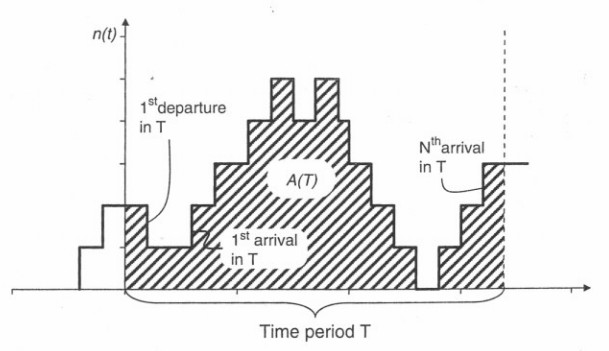 n(t)
1st departure
in T
Nth arrival
in T
A(T)
1st arrival
in T
Time period T